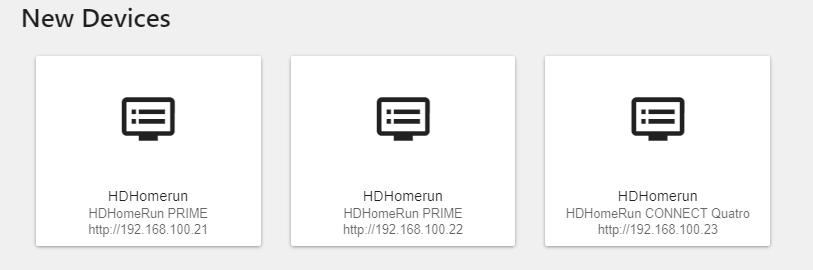 New Devices
HDHomerun
HDHomeRun PRIME
http://192.168.100.21
HDHomerun
HDHomeRun PRIME
http://192.168.100.22
HDHomerun
HDHomeRun CONNECT Quatro
http://192.168.100.23